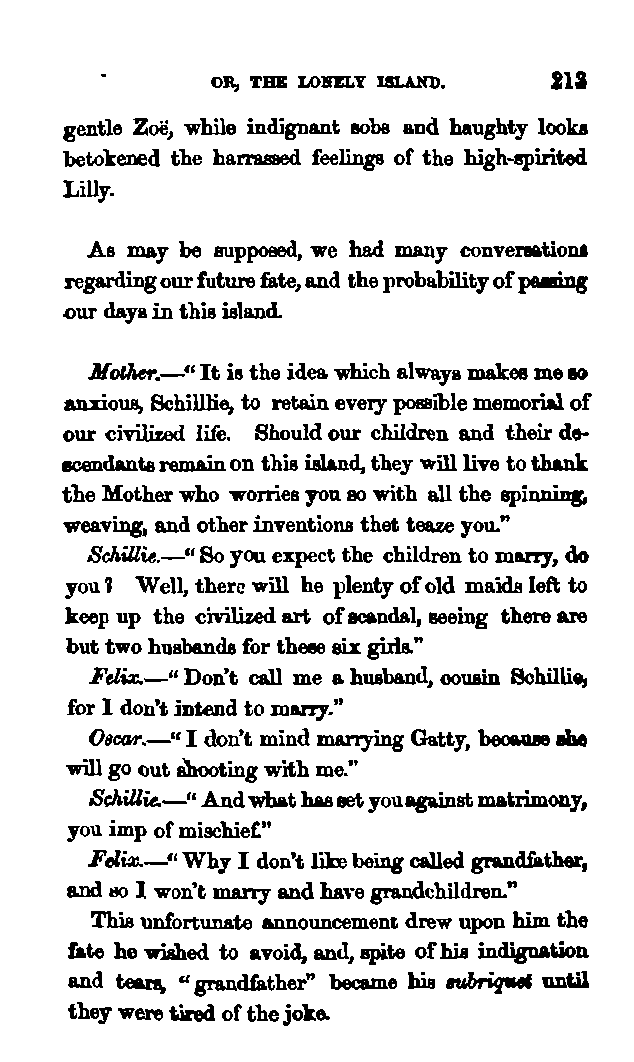 OR, THE LONELY ISLAND. 213
gentle Zoë, while indignant sobs and haughty looks
betokened the harrassed feelings of the high-spirited
Lilly.
As may be supposed, we had many conversations
regarding our future fate, and the probability of passing
our days in this island.
Mother.—"It is the idea which always makes me so
anxious, Schillie, to retain every possible memorial of
our civilized life. Should our children and their de-
scendants remain on this island, they will live to thank
the Mother who worries you so with all the spinning,
weaving, and other inventions thet teaze you."
Schillie.—"So you expect the children to marry, do
you? Well, there will he plenty of old maids left to
keep up the civilized art of scandal, seeing there are
but two husbands for these six girls."
Felix.—"Don't call me a husband, cousin Schillie,
for I don't intend to marry."
Oscar.—"I don't mind marrying Gatty, because she
will go out shooting with me."
Schillie.—"And what has set you against matrimony,
you imp of mischief."
Felix.—"Why I don't like being called grandfather,
and so I won't marry and have grandchildren."
This unfortunate announcement drew upon him the
fate he wished to avoid, and, spite of his indignation
and tears, "grandfather" became his subriquet until
they were tired of the joke.